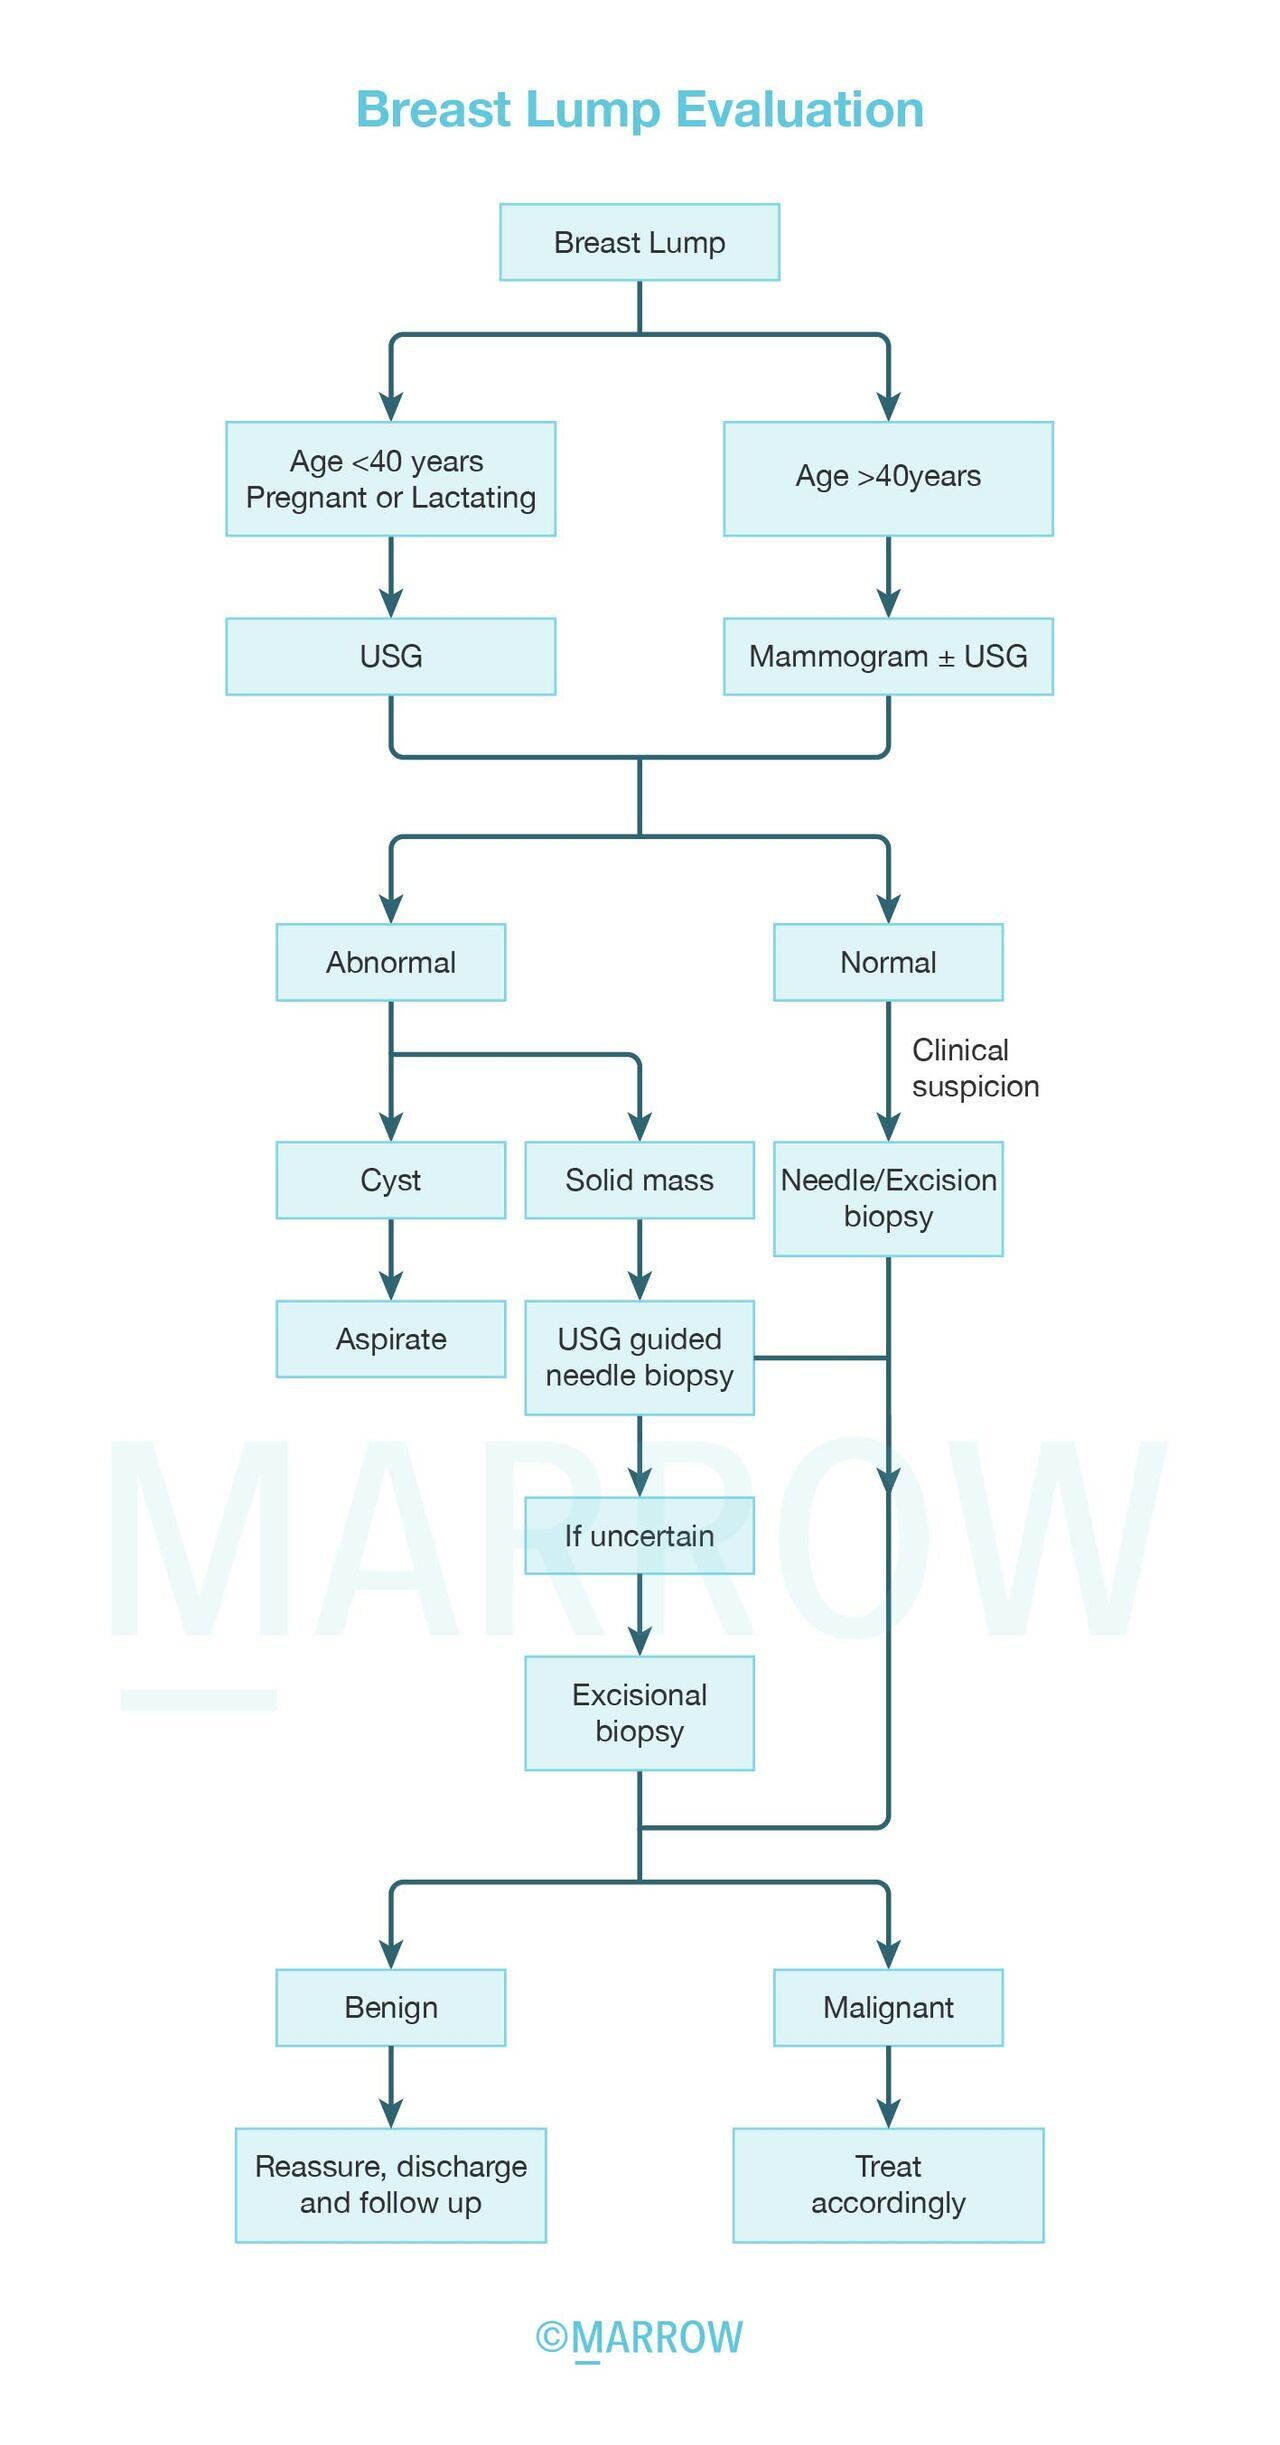 Breast Lump Evaluation
Breast Lump
Age <40 years
Pregnant or Lactating
Age >40years
USG
Mammogram ± USG
Abnormal
Normal
Clinical
suspicion
Cyst
Solid mass
Needle/Excision
biopsy
Aspirate
USG guided
needle biopsy
MARROW
If uncertain
Excisional
biopsy
Benign
Malignant
Reassure, discharge
and follow up
Treat
accordingly
©MARROW